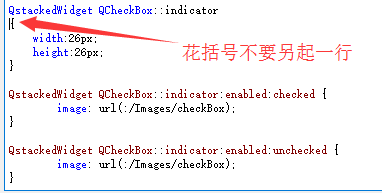 QstackedWidget QCheckBox::indicator
{
花括号不要另起一行
width:26px;
height:26px;
}
QstackedWidget QCheckBox::indicator:enabled:checked {
image: url(:/Images/checkBox);
}
QstackedWidget QCheckBox::indicator:enabled:unchecked {
image: url(:/Images/checkBox);
}